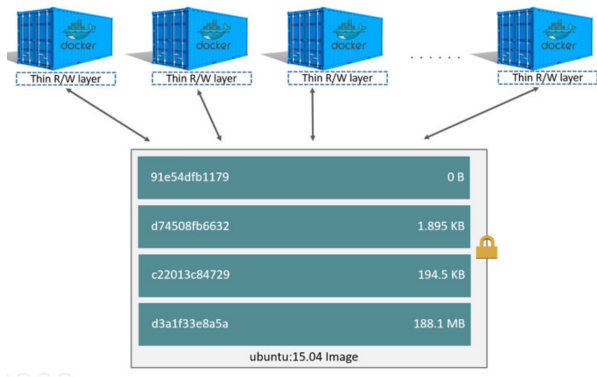 docker docker docker docker
Thin R/W layer Thin R/W layer Thin R/W layer . . . . . . Thin R/W layer
91e54dfb1179 0 B
d74508fb6632 1.895 KB
c22013c84729 194.5 KB
d3a1f33e8a5a 188.1 MB
ubuntu:15.04 Image